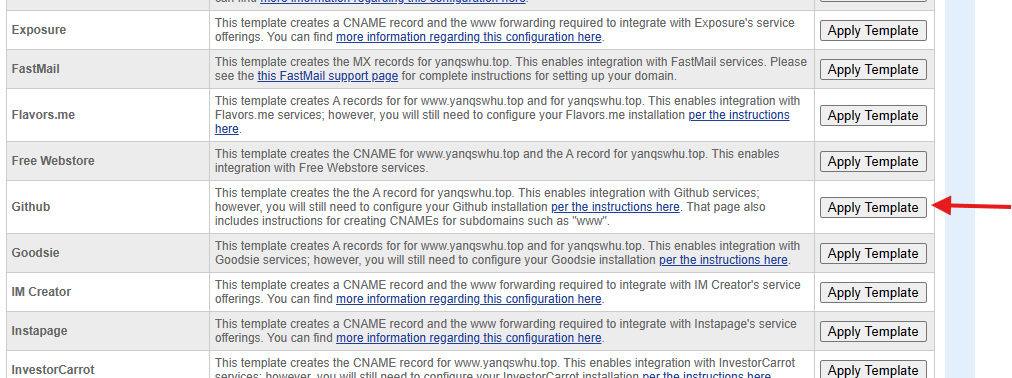 can find more information regarding this configuration here.
Exposure
This template creates a CNAME record and the www forwarding required to integrate with Exposure's service
offerings. You can find more information regarding this configuration here.
Apply Template
FastMail
This template creates the MX records for yanqswhu.top. This enables integration with FastMail services. Please
see the this FastMail support page for complete instructions for setting up your domain.
Apply Template
Flavors.me
This template creates A records for for www.yanqswhu.top and for yanqswhu.top. This enables integration with
Flavors.me services; however, you will still need to configure your Flavors.me installation per the instructions
here.
Apply Template
Free Webstore
This template creates the CNAME for www.yanqswhu.top and the A record for yanqswhu.top. This enables
integration with Free Webstore services.
Apply Template
Github
This template creates the the A record for yanqswhu.top. This enables integration with Github services;
however, you will still need to configure your Github installation per the instructions here. That page also
includes instructions for creating CNAMEs for subdomains such as "www".
Apply Template
Goodsie
This template creates A records for for www.yanqswhu.top and for yanqswhu.top. This enables integration with
Goodsie services; however, you will still need to configure your Goodsie installation per the instructions here.
Apply Template
IM Creator
This template creates a CNAME record and the www forwarding required to integrate with IM Creator's service
offerings. You can find more information regarding this configuration here.
Apply Template
Instapage
This template creates a CNAME record and the www forwarding required to integrate with Instapage's service
offerings. You can find more information regarding this configuration here.
Apply Template
InvestorCarrot
This template creates the CNAME record for www.yanqswhu.top. This enables integration with InvestorCarrot
services; however, you will still need to configure your InvestorCarrot installation per the instructions here.
Apply Template